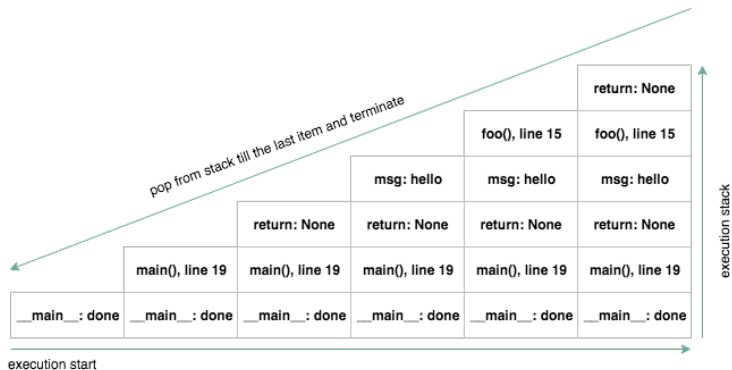 return: None
pop from stack till the last item and terminate
foo(), line 15 foo(), line 15
msg: hello msg: hello msg: hello
return: None return: None return: None return: None
execution stack
main(), line 19 main(), line 19 main(), line 19 main(), line 19 main(), line 19
__main__: done __main__: done __main__: done __main__: done __main__: done __main__: done
execution start